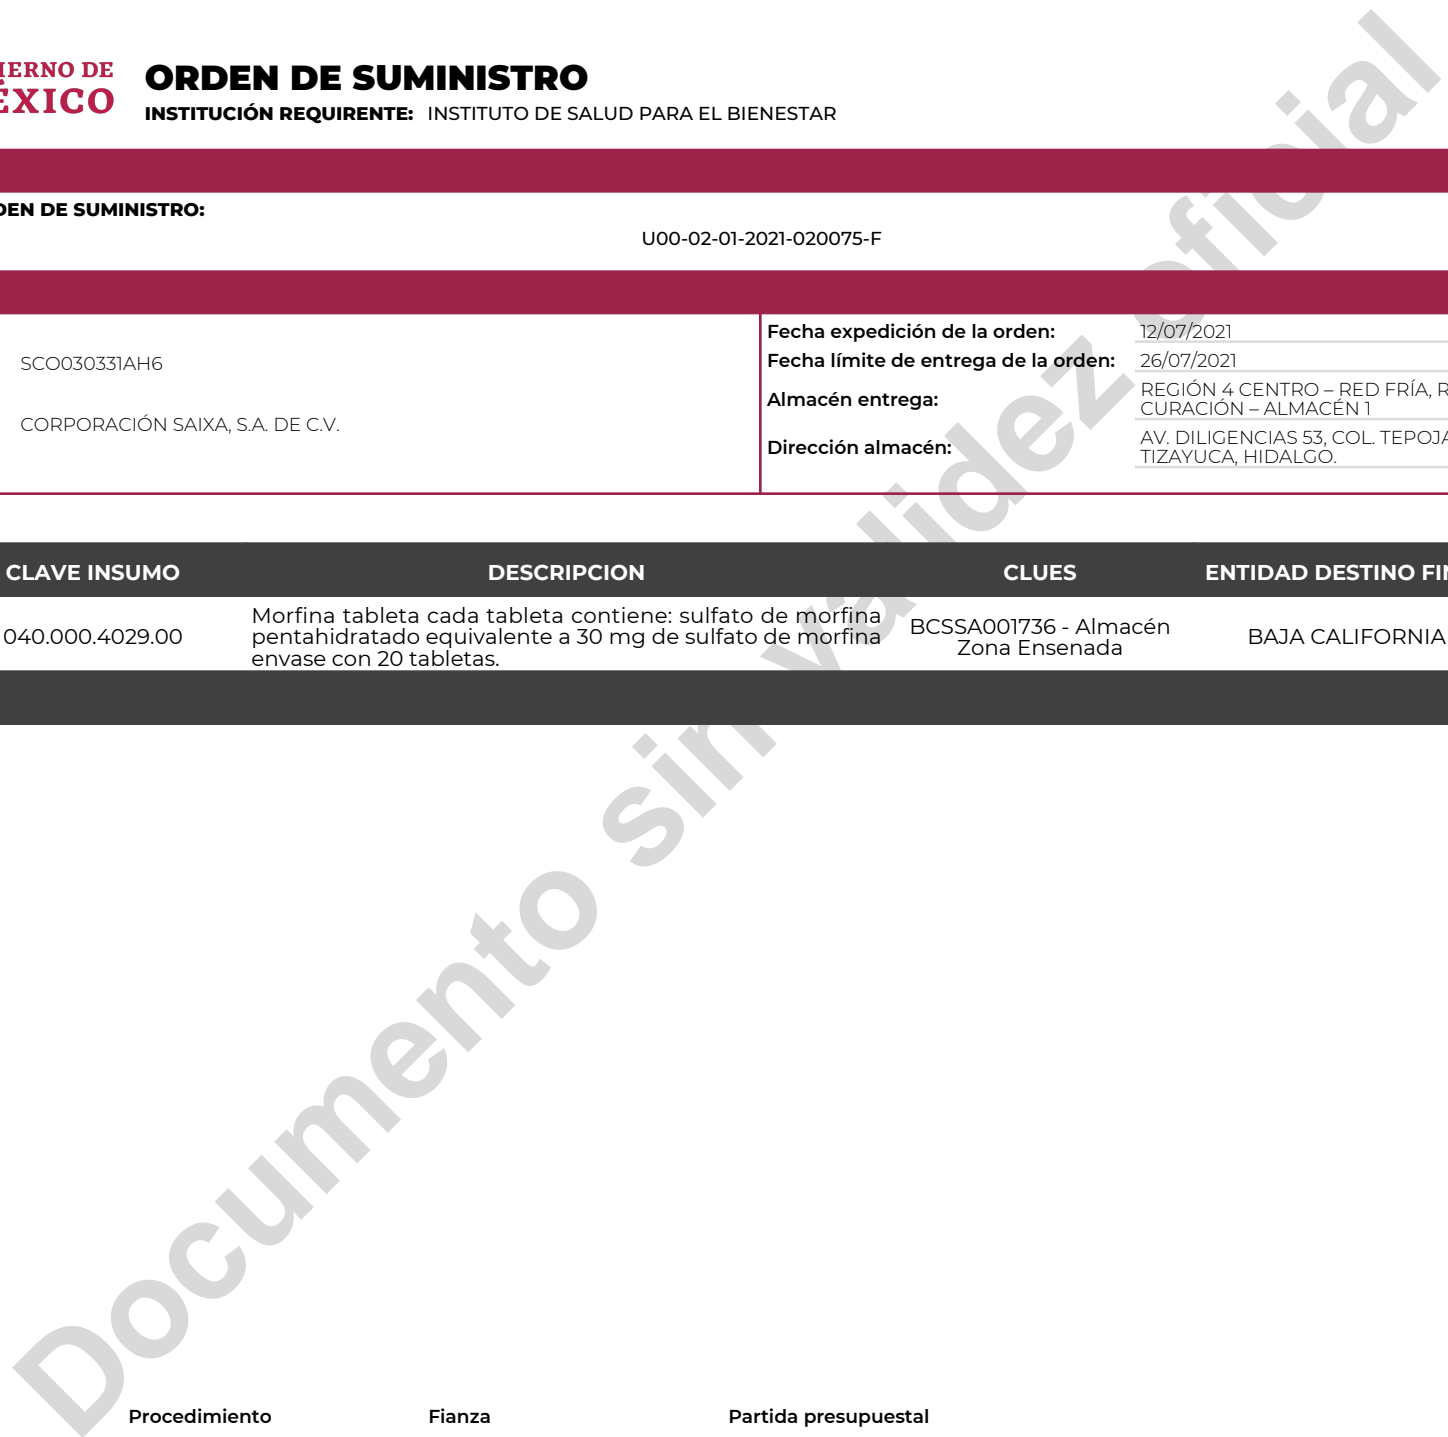 IERNO DE
ÉXICO
ORDEN DE SUMINISTRO
INSTITUCIÓN REQUIRENTE: INSTITUTO DE SALUD PARA EL BIENESTAR
DEN DE SUMINISTRO:
U00-02-01-2021-020075-F
SCO030331AH6
CORPORACIÓN SAIXA, S.A. DE C.V.
Fecha expedición de la orden: 12/07/2021
Fecha límite de entrega de la orden: 26/07/2021
Almacén entrega: REGIÓN 4 CENTRO – RED FRÍA, R
CURACIÓN – ALMACÉN 1
Dirección almacén: AV. DILIGENCIAS 53, COL. TEPOJA
TIZAYUCA, HIDALGO.
CLAVE INSUMO DESCRIPCION CLUES ENTIDAD DESTINO FIN
040.000.4029.00
Morfina tableta cada tableta contiene: sulfato de morfina
pentahidratado equivalente a 30 mg de sulfato de morfina
envase con 20 tabletas.
BCSSA001736 - Almacén
Zona Ensenada
BAJA CALIFORNIA
Documento sin validez oficial
Procedimiento Fianza Partida presupuestal